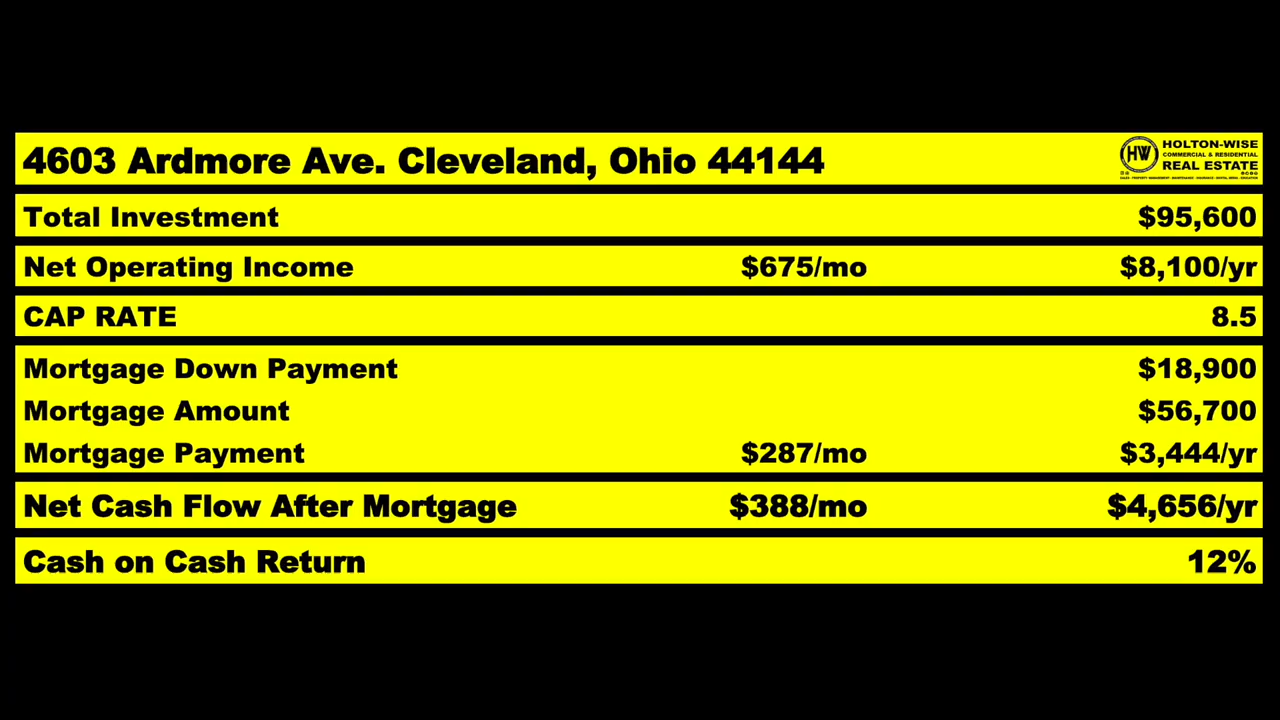 4603 Ardmore Ave. Cleveland, Ohio 44144
HW
HOLTON-WISE
COMMERCIAL & RESIDENTIAL
REAL ESTATE
Total Investment $95,600
Net Operating Income $675/mo $8,100/yr
CAP RATE 8.5
Mortgage Down Payment $18,900
Mortgage Amount $56,700
Mortgage Payment $287/mo $3,444/yr
Net Cash Flow After Mortgage $388/mo $4,656/yr
Cash on Cash Return 12%